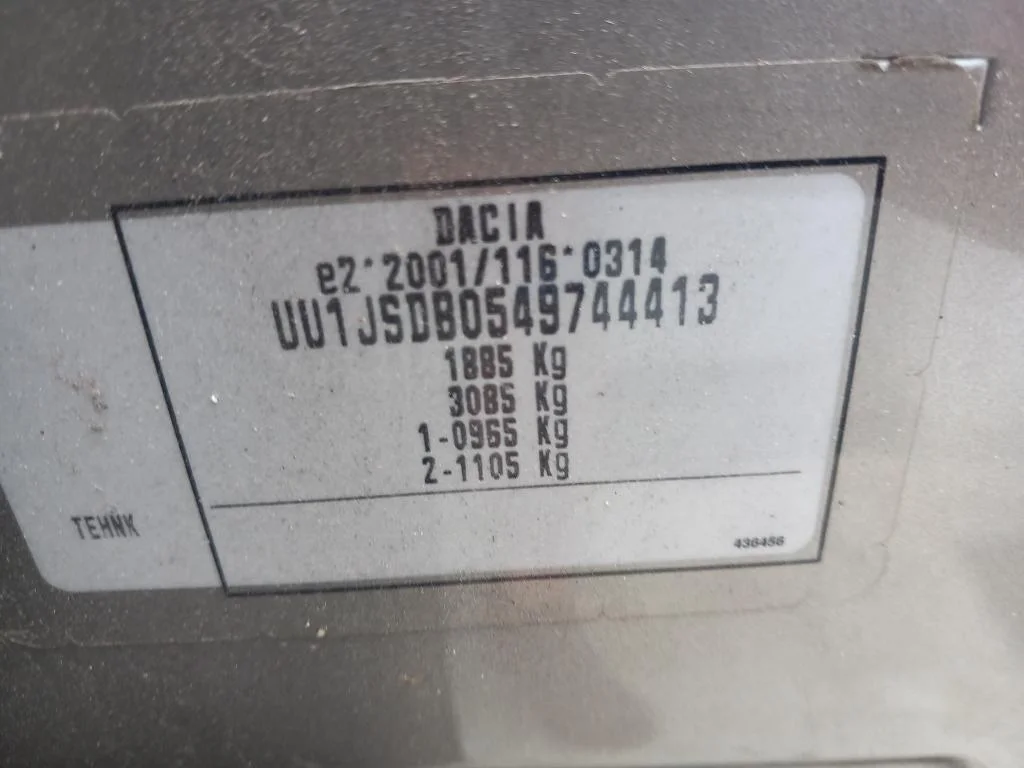 DACIA
e2*2001/116*0314
UU1JSDB0549744413
1885 Kg
3085 Kg
1-0965 Kg
2-1105 Kg
TEHNK
436456